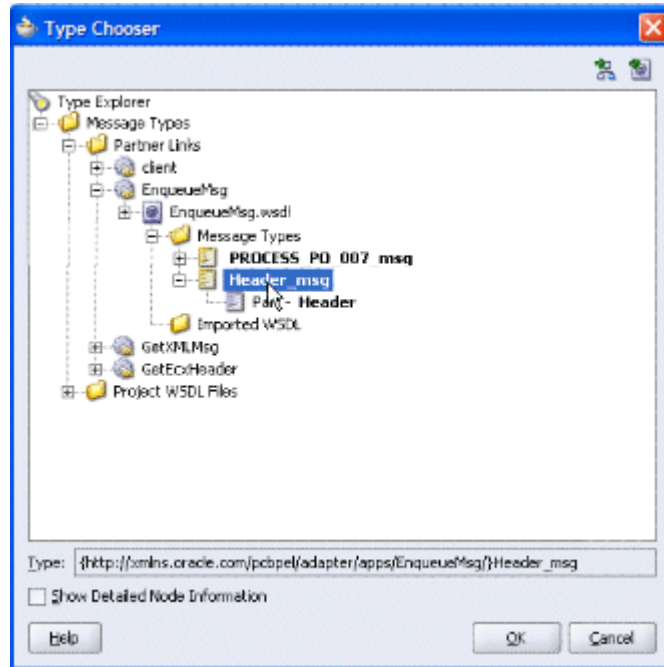 Type Chooser
Type Explorer
Message Types
Partner Links
client
EnqueueMsg
EnqueueMsg.wsdl
Message Types
PROCESS_PO_007_msg
Header_msg
Part - Header
Imported WSDL
GetXMLMsg
GetEcxHeader
Project WSDL Files
Type: {http://xmlns.oracle.com/pcbpel/adapter/apps/EnqueueMsg/}Header_msg
Show Detailed Node Information
Help OK Cancel